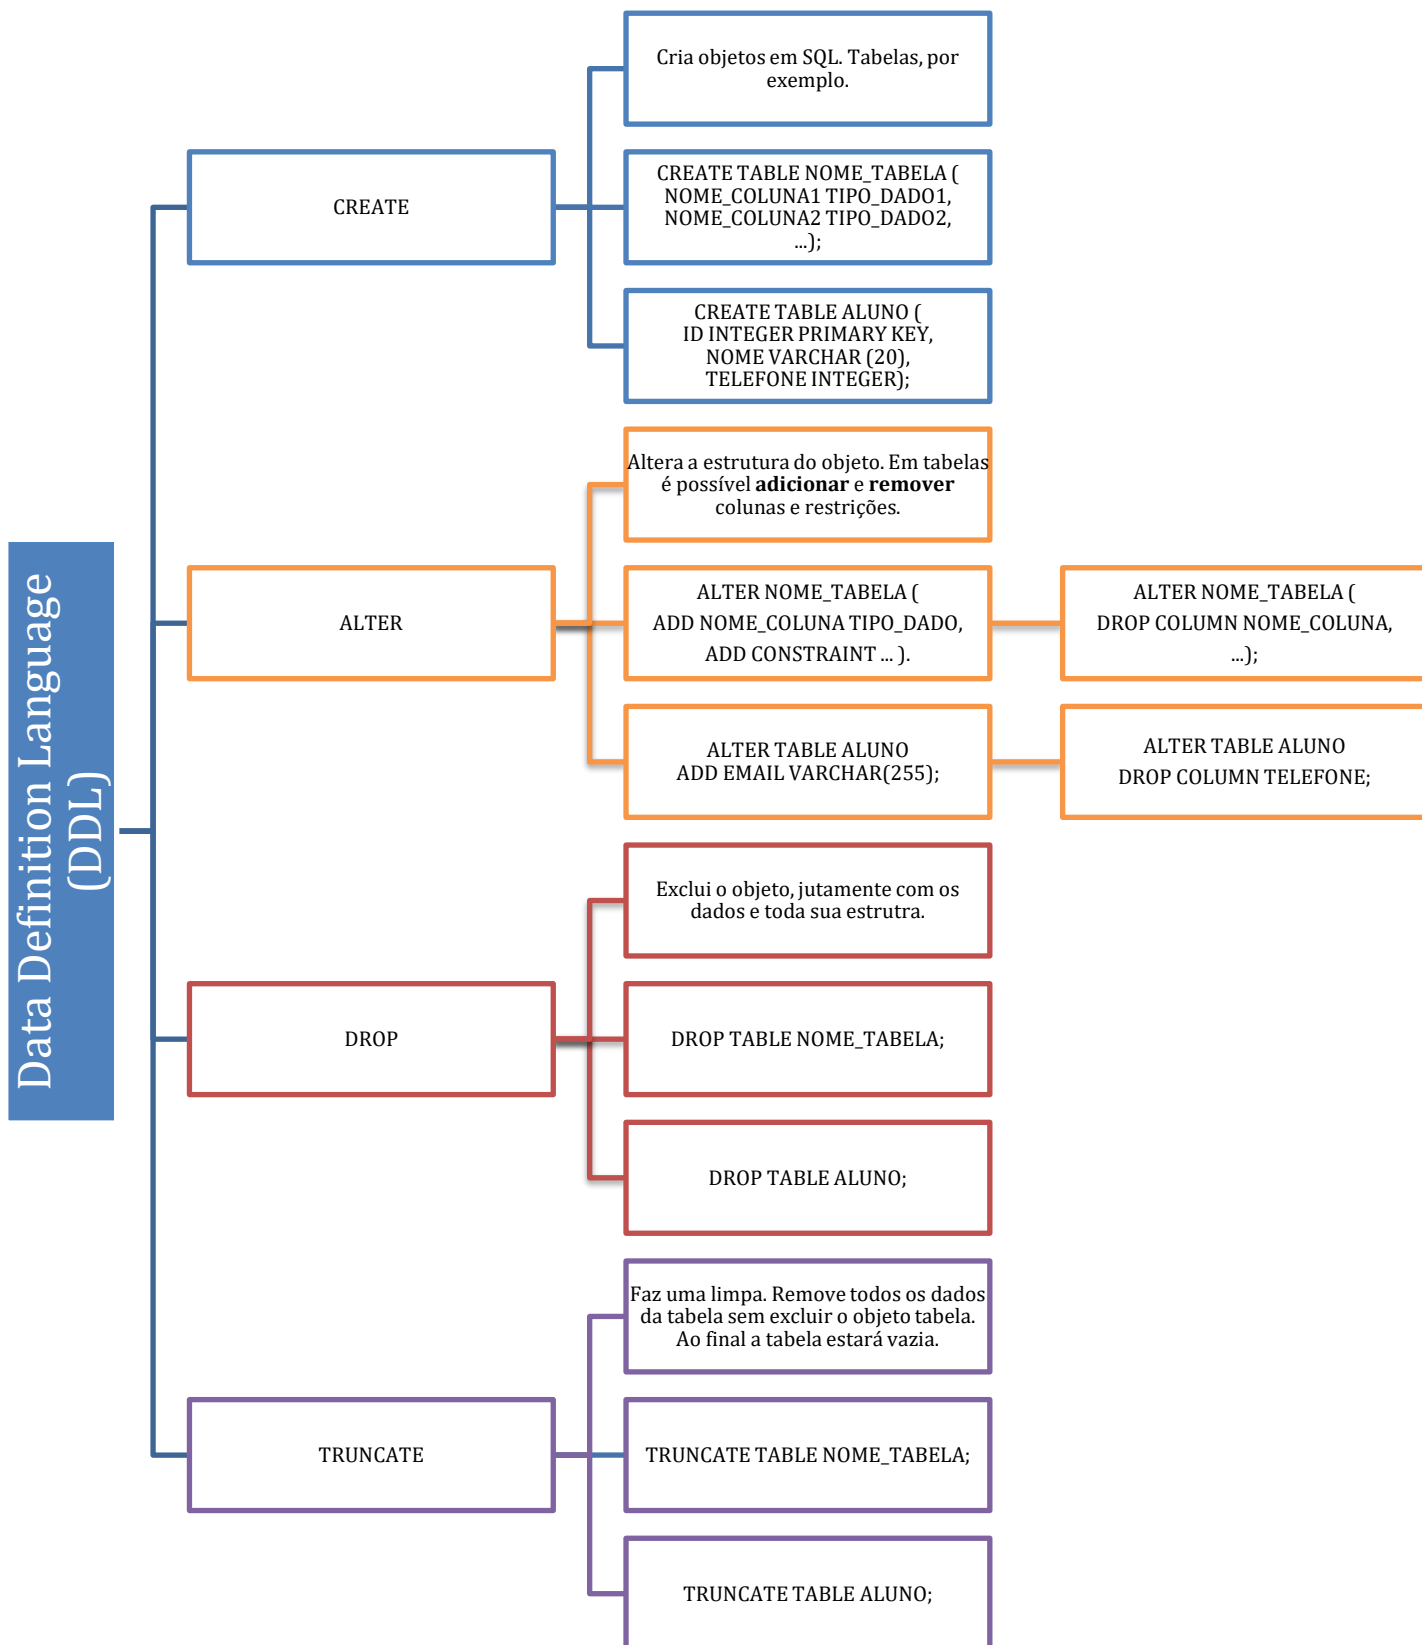 Data Definition Language
(DDL)
CREATE
Cria objetos em SQL. Tabelas, por
exemplo.
CREATE TABLE NOME_TABELA (
NOME_COLUNA1 TIPO_DADO1,
NOME_COLUNA2 TIPO_DADO2,
...);
CREATE TABLE ALUNO (
ID INTEGER PRIMARY KEY,
NOME VARCHAR (20),
TELEFONE INTEGER);
ALTER
Altera a estrutura do objeto. Em tabelas
é possível adicionar e remover
colunas e restrições.
ALTER NOME_TABELA (
ADD NOME_COLUNA TIPO_DADO,
ADD CONSTRAINT ... ).
ALTER NOME_TABELA (
DROP COLUMN NOME_COLUNA,
...);
ALTER TABLE ALUNO
ADD EMAIL VARCHAR(255);
ALTER TABLE ALUNO
DROP COLUMN TELEFONE;
DROP
Exclui o objeto, jutamente com os
dados e toda sua estrutra.
DROP TABLE NOME_TABELA;
DROP TABLE ALUNO;
TRUNCATE
Faz uma limpa. Remove todos os dados
da tabela sem excluir o objeto tabela.
Ao final a tabela estará vazia.
TRUNCATE TABLE NOME_TABELA;
TRUNCATE TABLE ALUNO;